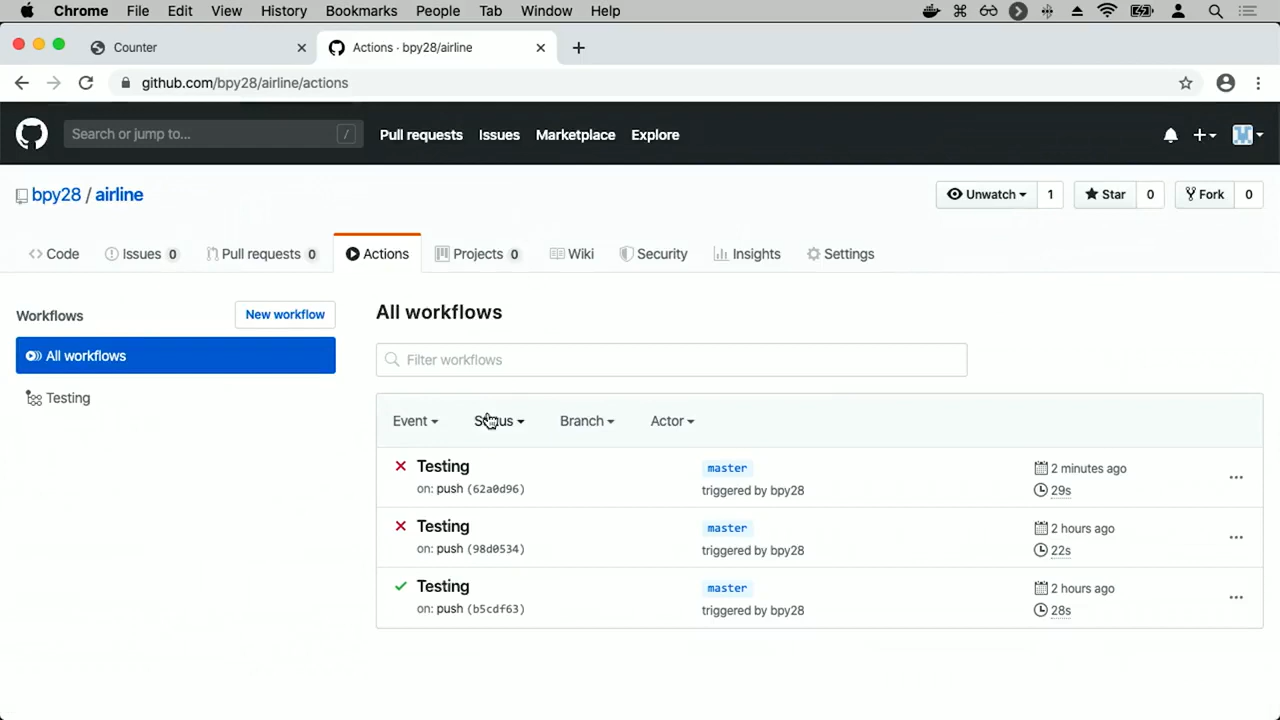 Chrome File Edit View History Bookmarks People Tab Window Help
Counter
Actions · bpy28/airline
github.com/bpy28/airline/actions
Search or jump to... /
Pull requests Issues Marketplace Explore
bpy28 / airline
Unwatch 1 Star 0 Fork 0
Code Issues 0 Pull requests 0 Actions Projects 0 Wiki Security Insights Settings
Workflows New workflow
All workflows
Testing
All workflows
Filter workflows
Event Status Branch Actor
Testing master 2 minutes ago
on: push (62a0d96) triggered by bpy28 29s
Testing master 2 hours ago
on: push (98d0534) triggered by bpy28 22s
Testing master 2 hours ago
on: push (b5cdf63) triggered by bpy28 28s